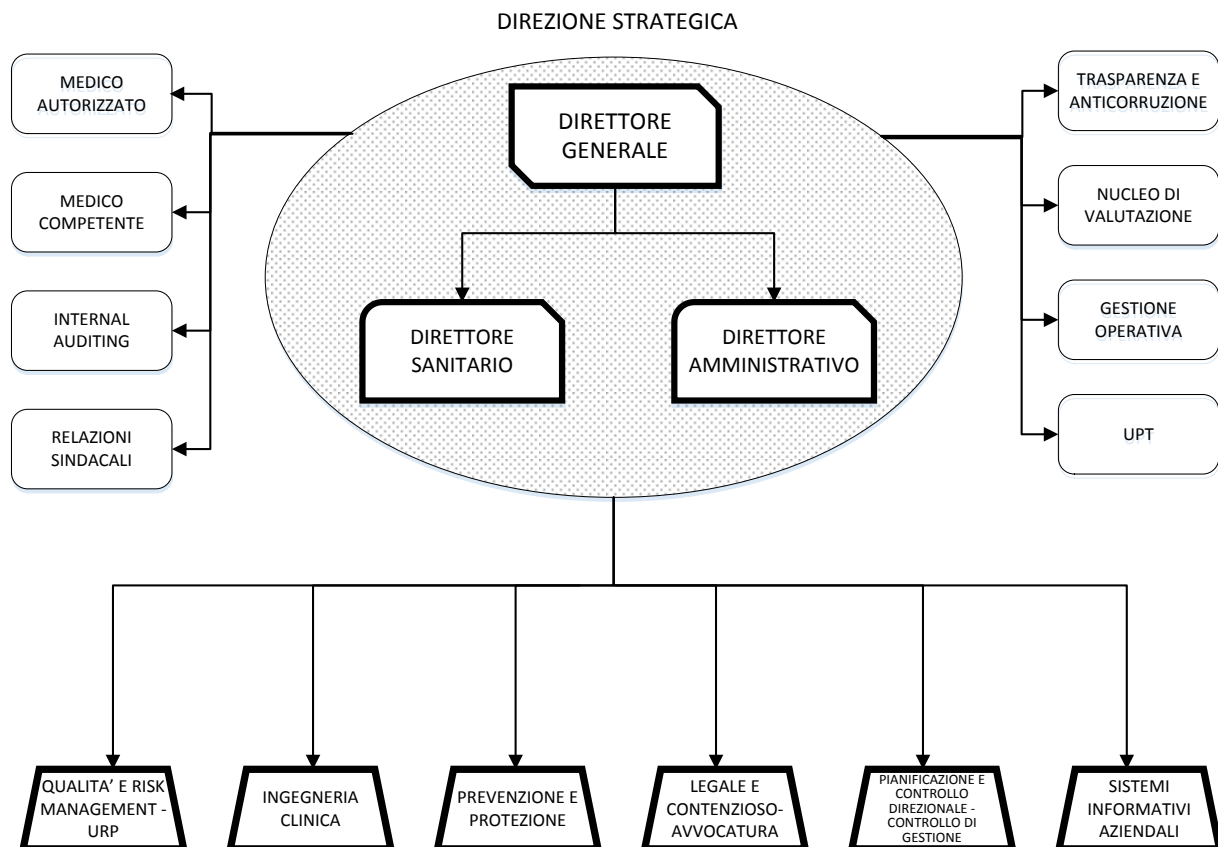 DIREZIONE STRATEGICA
MEDICO
AUTORIZZATO
MEDICO
COMPETENTE
INTERNAL
AUDITING
RELAZIONI
SINDACALI
DIRETTORE
GENERALE
DIRETTORE
SANITARIO
DIRETTORE
AMMINISTRATIVO
TRASPARENZA E
ANTICORRUZIONE
NUCLEO DI
VALUTAZIONE
GESTIONE
OPERATIVA
UPT
QUALITA’ E RISK
MANAGEMENT -
URP
INGEGNERIA
CLINICA
PREVENZIONE E
PROTEZIONE
LEGALE E
CONTENZIOSO-
AVVOCATURA
PIANIFICAZIONE E
CONTROLLO
DIREZIONALE -
CONTROLLO DI
GESTIONE
SISTEMI
INFORMATIVI
AZIENDALI